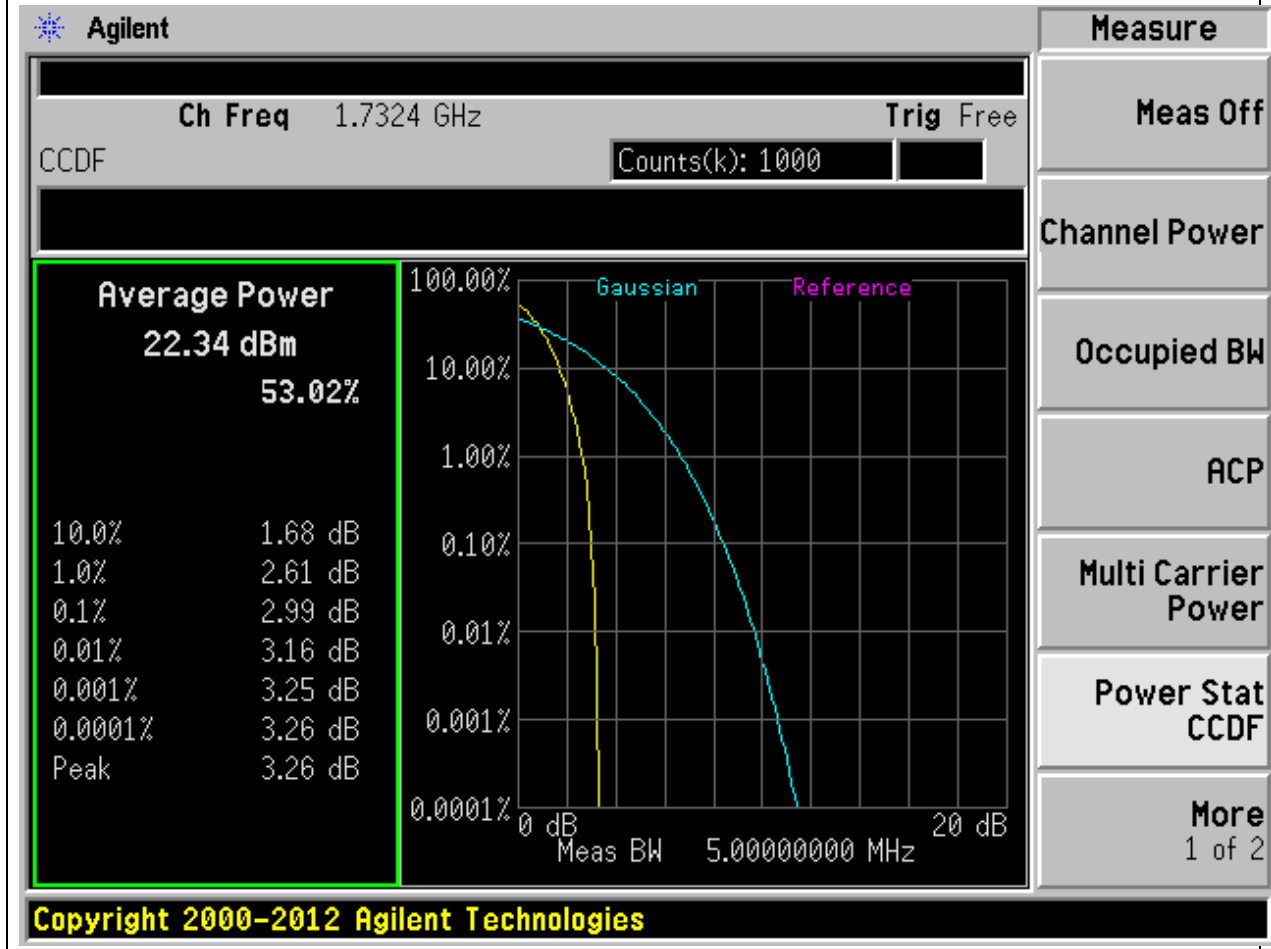 Agilent
Ch Freq 1.7324 GHz Trig Free
CCDF Counts(k): 1000
Average Power
22.34 dBm
53.02%
10.0% 1.68 dB
1.0% 2.61 dB
0.1% 2.99 dB
0.01% 3.16 dB
0.001% 3.25 dB
0.0001% 3.26 dB
Peak 3.26 dB
Gaussian Reference
100.00%
10.00%
1.00%
0.10%
0.01%
0.001%
0.0001%
0 dB 20 dB
Meas BW 5.00000000 MHz
Measure
Meas Off
Channel Power
Occupied BW
ACP
Multi Carrier
Power
Power Stat
CCDF
More
1 of 2
Copyright 2000-2012 Agilent Technologies